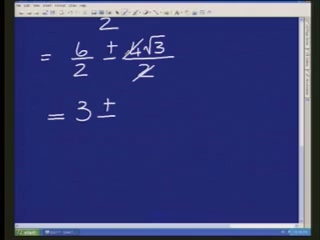 2
= 6/2 ± 4√3/2
= 3 ±